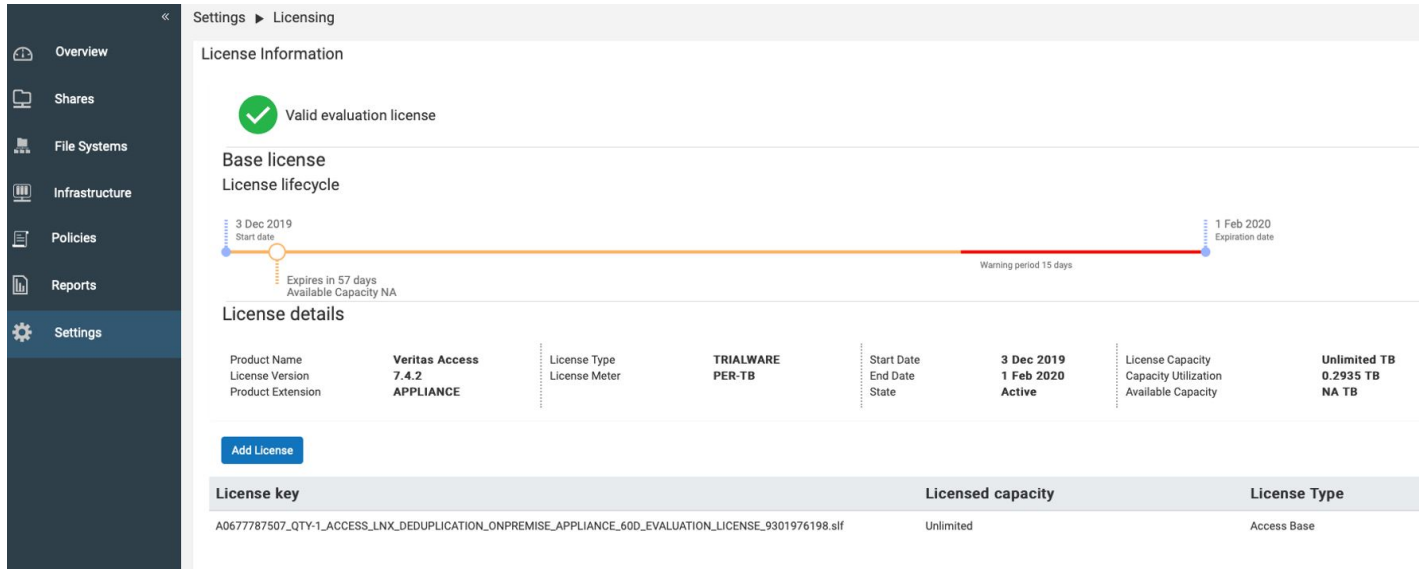 «
Settings ▶ Licensing
Overview
Shares
File Systems
Infrastructure
Policies
Reports
Settings
License Information
Valid evaluation license
Base license
License lifecycle
3 Dec 2019
Start date
1 Feb 2020
Expiration date
Warning period 15 days
Expires in 57 days
Available Capacity NA
License details
Product Name Veritas Access License Type TRIALWARE Start Date 3 Dec 2019 License Capacity Unlimited TB
License Version 7.4.2 License Meter PER-TB End Date 1 Feb 2020 Capacity Utilization 0.2935 TB
Product Extension APPLIANCE State Active Available Capacity NA TB
Add License
License key Licensed capacity License Type
A0677787507_QTY-1_ACCESS_LNX_DEDUPLICATION_ONPREMISE_APPLIANCE_60D_EVALUATION_LICENSE_9301976198.slf Unlimited Access Base